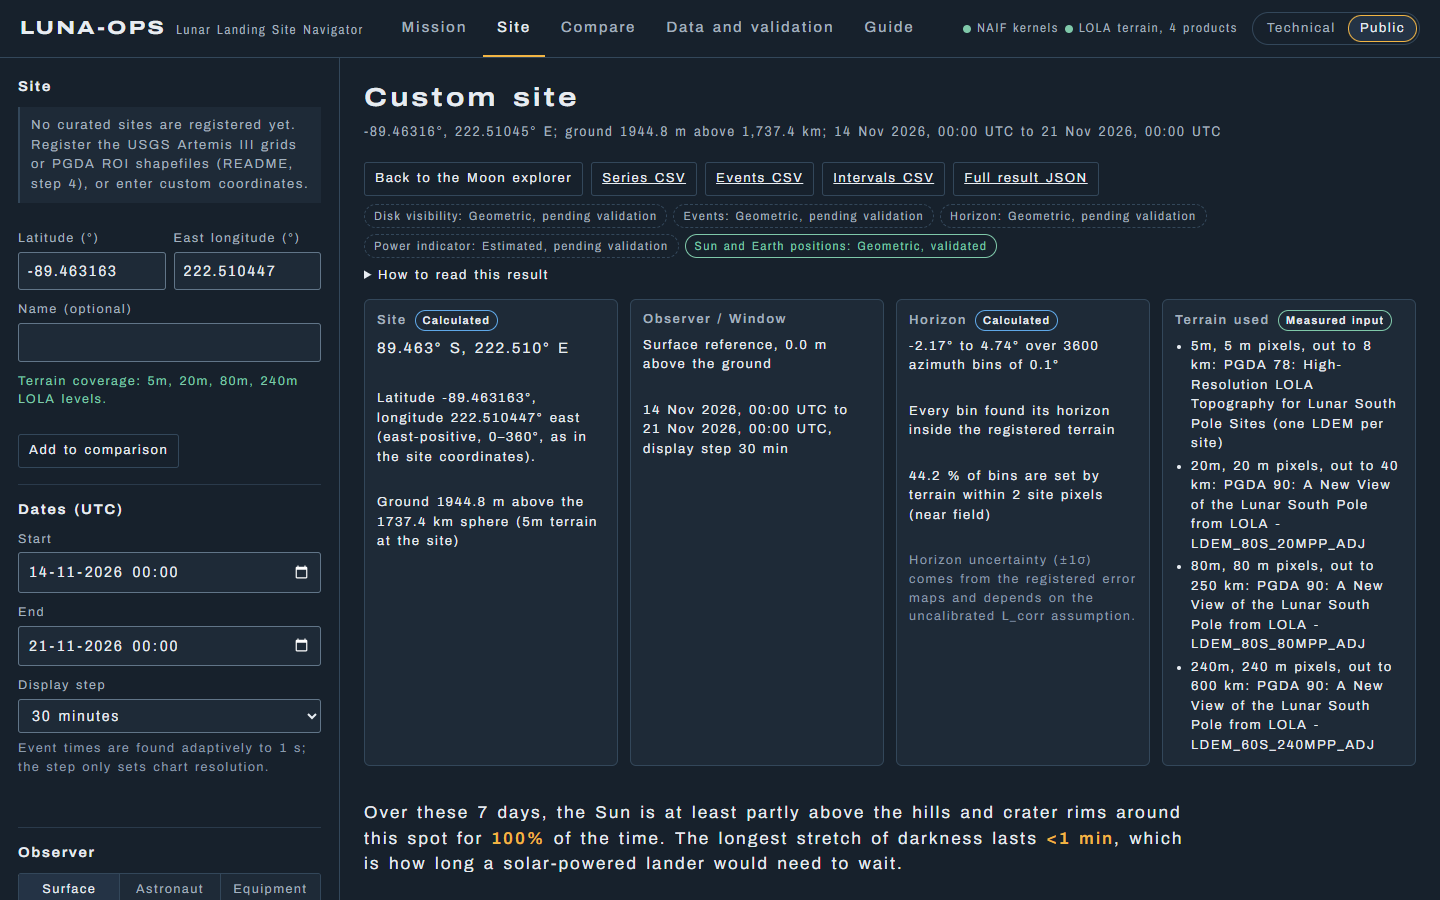 LUNA-OPS Lunar Landing Site Navigator Mission Site Compare Data and validation Guide NAIF kernels LOLA terrain, 4 products Technical Public
Site
No curated sites are registered yet.
Register the USGS Artemis III grids
or PGDA ROI shapefiles (README,
step 4), or enter custom coordinates.
Latitude (°) East longitude (°)
-89.463163 222.510447
Name (optional)
Terrain coverage: 5m, 20m, 80m, 240m
LOLA levels.
Add to comparison
Dates (UTC)
Start
14-11-2026 00:00
End
21-11-2026 00:00
Display step
30 minutes
Event times are found adaptively to 1 s;
the step only sets chart resolution.
Observer
Surface Astronaut Equipment
Custom site
-89.46316°, 222.51045° E; ground 1944.8 m above 1,737.4 km; 14 Nov 2026, 00:00 UTC to 21 Nov 2026, 00:00 UTC
Back to the Moon explorer Series CSV Events CSV Intervals CSV Full result JSON
Disk visibility: Geometric, pending validation Events: Geometric, pending validation Horizon: Geometric, pending validation
Power indicator: Estimated, pending validation Sun and Earth positions: Geometric, validated
How to read this result
Site Calculated
89.463° S, 222.510° E
Latitude -89.463163°,
longitude 222.510447° east
(east-positive, 0–360°, as in
the site coordinates).
Ground 1944.8 m above the
1737.4 km sphere (5m terrain
at the site)
Observer / Window
Surface reference, 0.0 m
above the ground
14 Nov 2026, 00:00 UTC to
21 Nov 2026, 00:00 UTC,
display step 30 min
Horizon Calculated
-2.17° to 4.74° over 3600
azimuth bins of 0.1°
Every bin found its horizon
inside the registered terrain
44.2 % of bins are set by
terrain within 2 site pixels
(near field)
Horizon uncertainty (±1σ)
comes from the registered error
maps and depends on the
uncalibrated L_corr assumption.
Terrain used Measured input
5m, 5 m pixels, out to 8
km: PGDA 78: High-
Resolution LOLA
Topography for Lunar South
Pole Sites (one LDEM per
site)
20m, 20 m pixels, out to 40
km: PGDA 90: A New View
of the Lunar South Pole
from LOLA -
LDEM_80S_20MPP_ADJ
80m, 80 m pixels, out to
250 km: PGDA 90: A New
View of the Lunar South
Pole from LOLA -
LDEM_80S_80MPP_ADJ
240m, 240 m pixels, out to
600 km: PGDA 90: A New
View of the Lunar South
Pole from LOLA -
LDEM_60S_240MPP_ADJ
Over these 7 days, the Sun is at least partly above the hills and crater rims around
this spot for 100% of the time. The longest stretch of darkness lasts <1 min, which
is how long a solar-powered lander would need to wait.